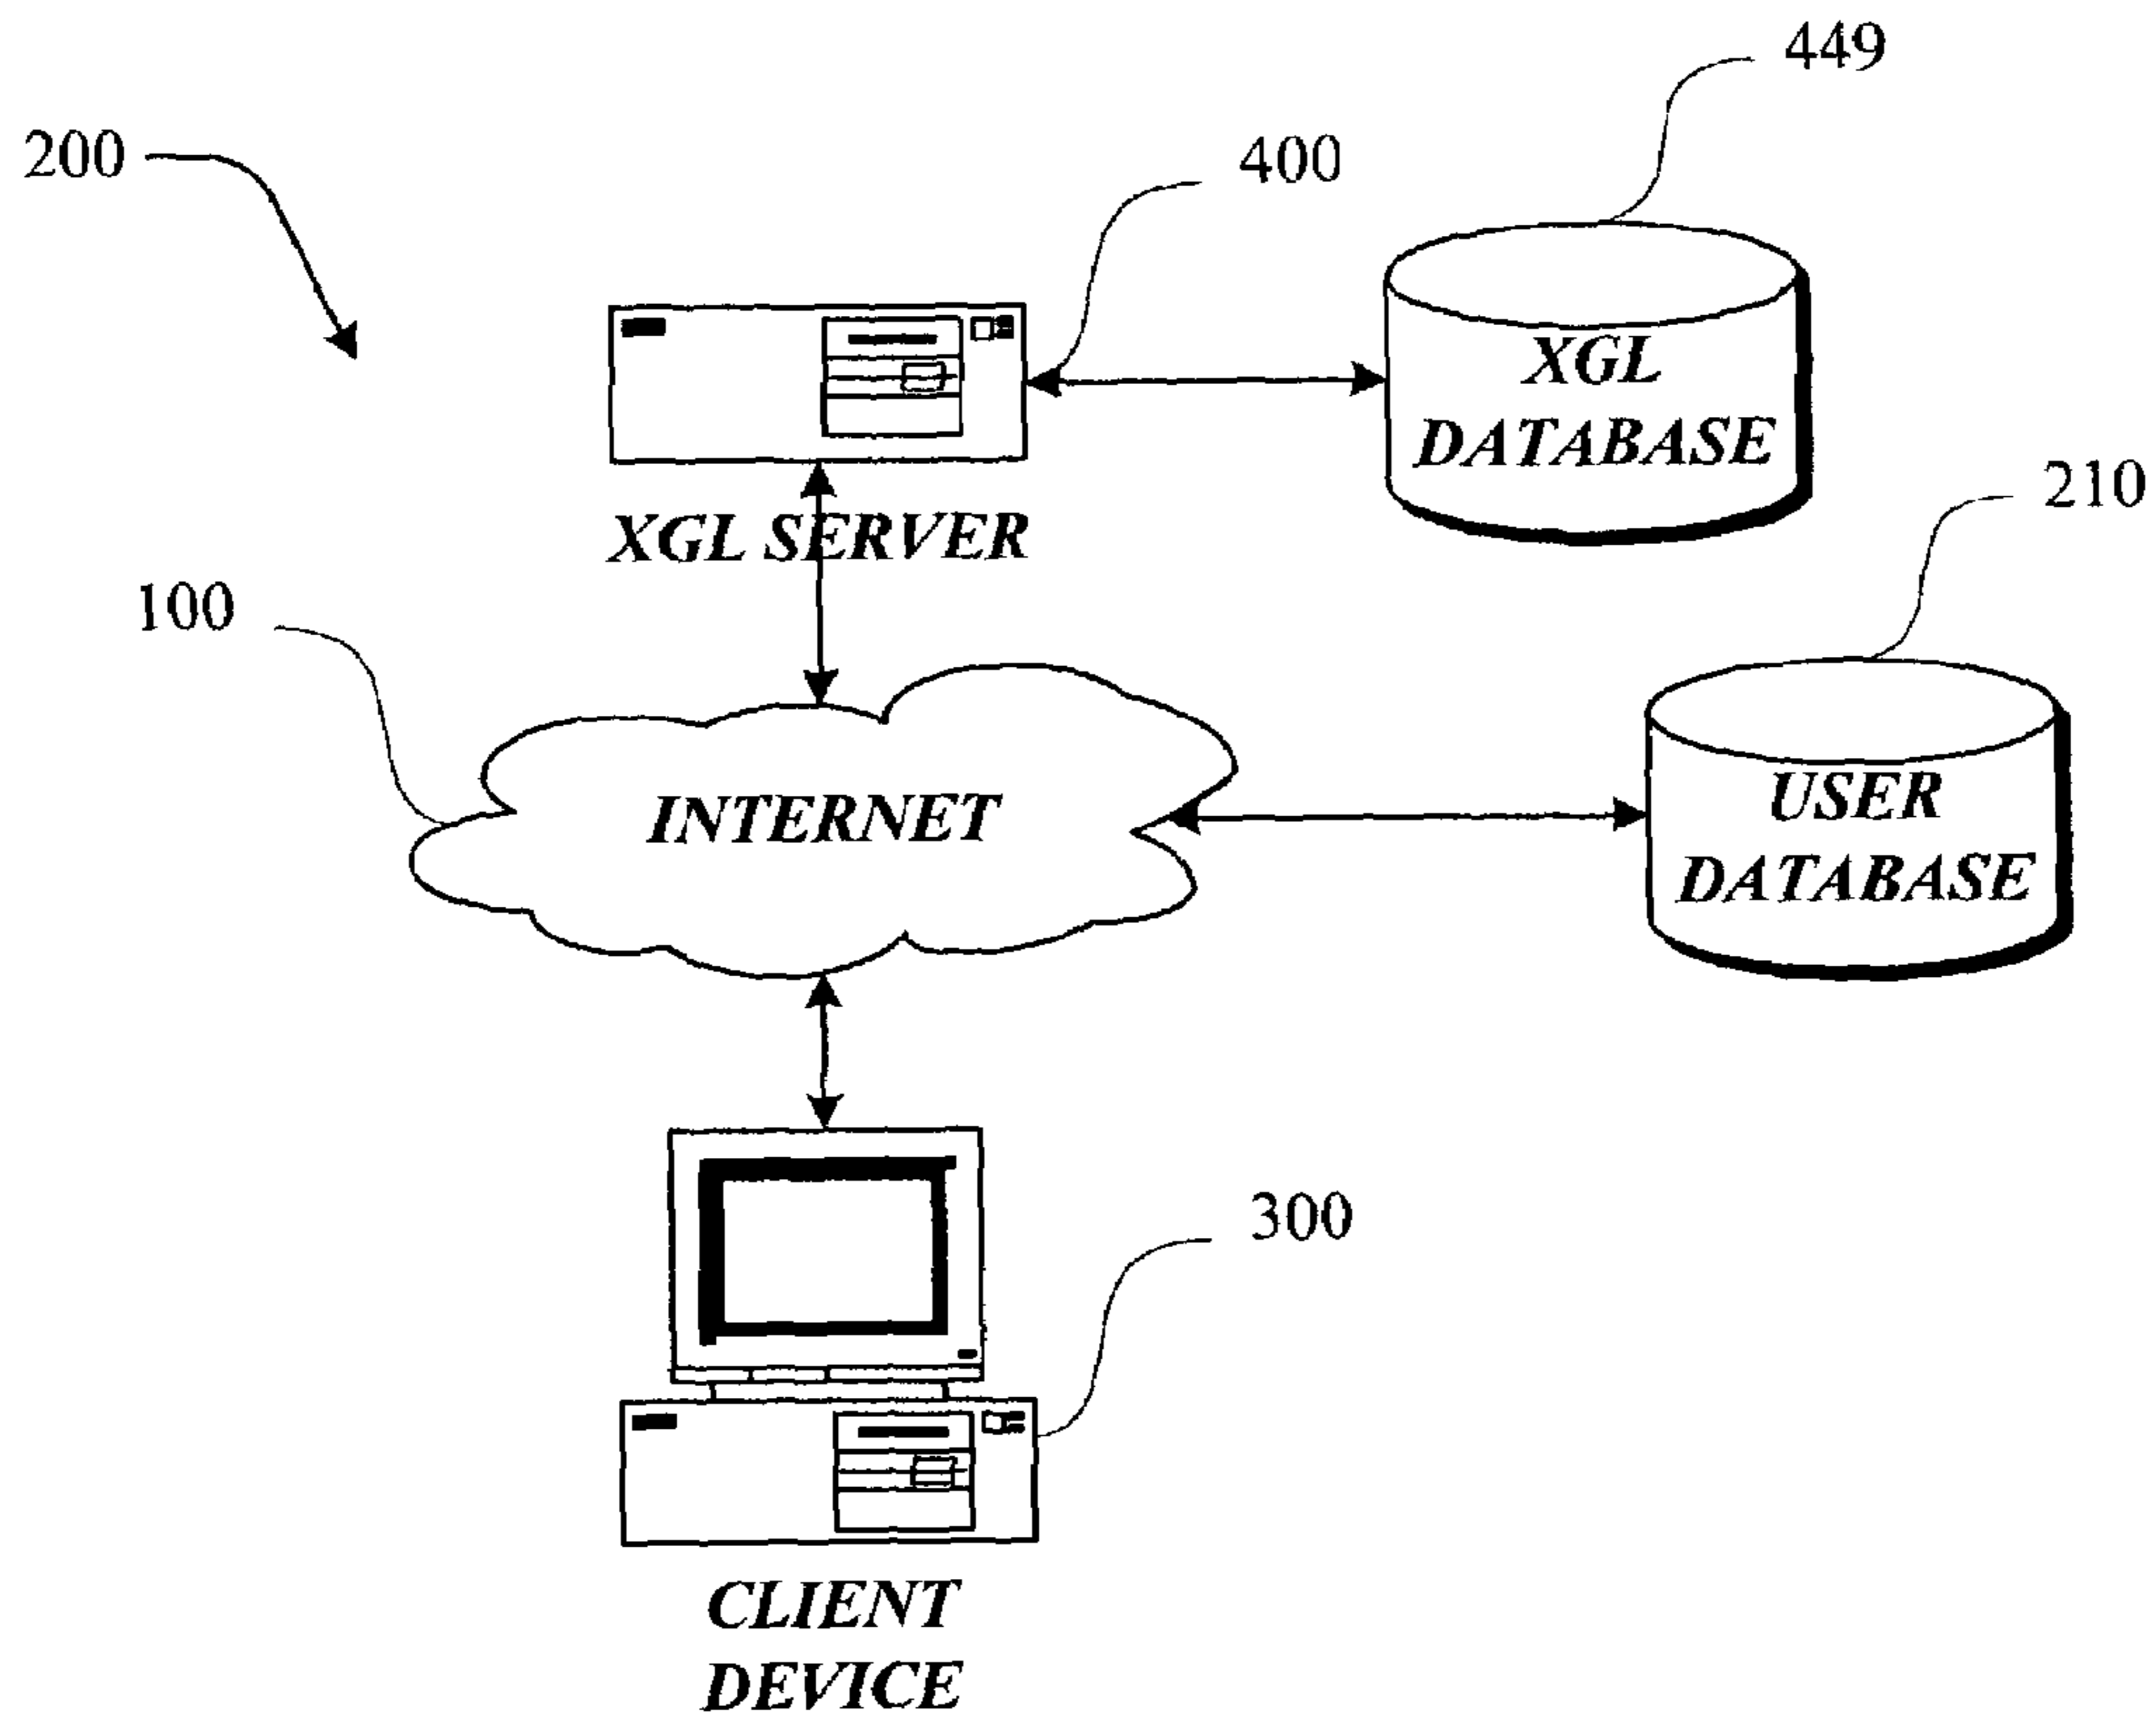 449
200
400
XGL
DATABASE
210
XGL SERVER
100
USER
DATABASE
INTERNET
300
CLIENT
DEVICE